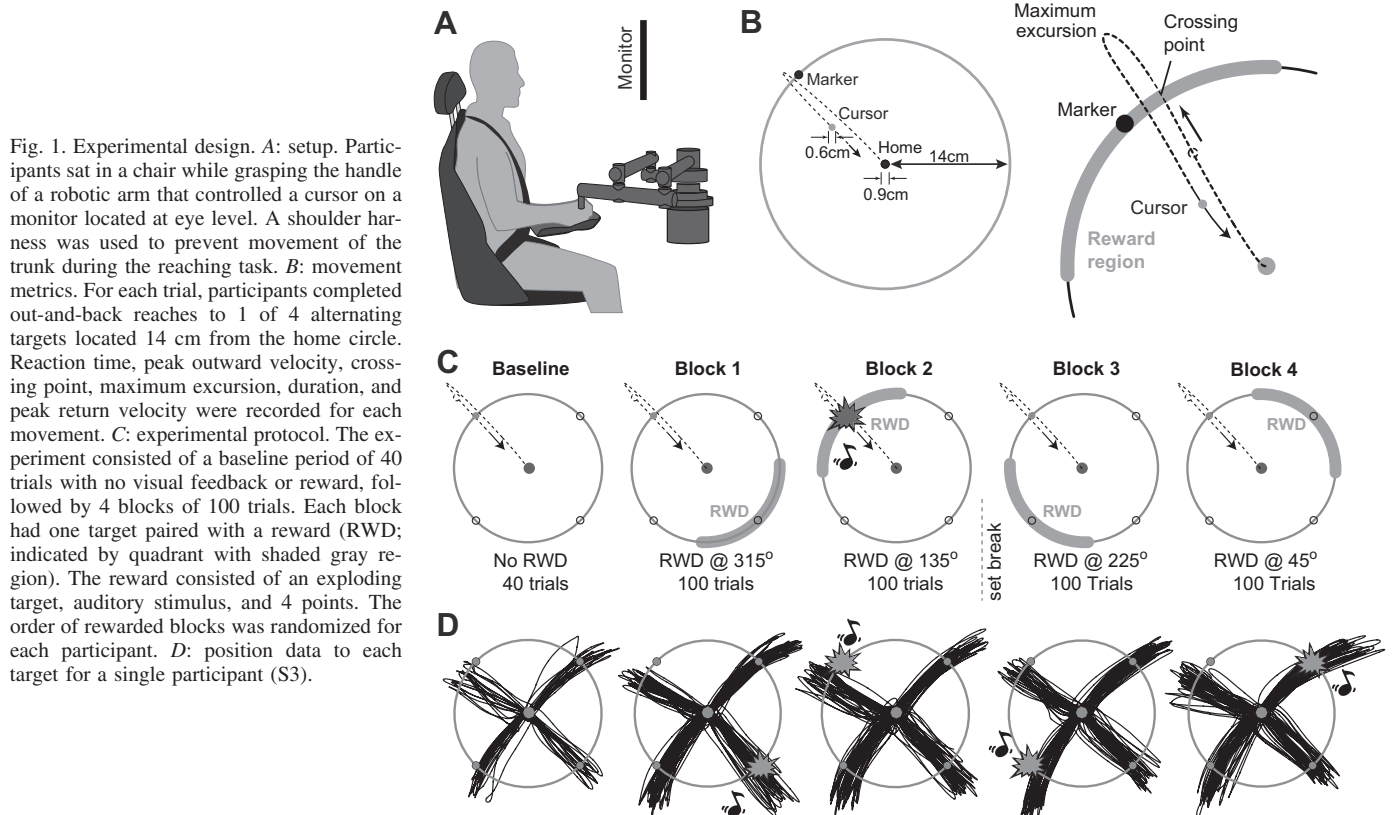 Fig. 1. Experimental design. A: setup. Partic-
ipants sat in a chair while grasping the handle
of a robotic arm that controlled a cursor on a
monitor located at eye level. A shoulder har-
ness was used to prevent movement of the
trunk during the reaching task. B: movement
metrics. For each trial, participants completed
out-and-back reaches to 1 of 4 alternating
targets located 14 cm from the home circle.
Reaction time, peak outward velocity, cross-
ing point, maximum excursion, duration, and
peak return velocity were recorded for each
movement. C: experimental protocol. The ex-
periment consisted of a baseline period of 40
trials with no visual feedback or reward, fol-
lowed by 4 blocks of 100 trials. Each block
had one target paired with a reward (RWD;
indicated by quadrant with shaded gray re-
gion). The reward consisted of an exploding
target, auditory stimulus, and 4 points. The
order of rewarded blocks was randomized for
each participant. D: position data to each
target for a single participant (S3).
A
Monitor
B
Marker
Cursor
0.6cm
Home
14cm
0.9cm
Maximum
excursion
Crossing
point
Marker
Cursor
Reward
region
C
Baseline
No RWD
40 trials
Block 1
RWD
RWD @ 315°
100 trials
Block 2
RWD
RWD @ 135°
100 trials
set break
Block 3
RWD
RWD @ 225°
100 Trials
Block 4
RWD
RWD @ 45°
100 Trials
D